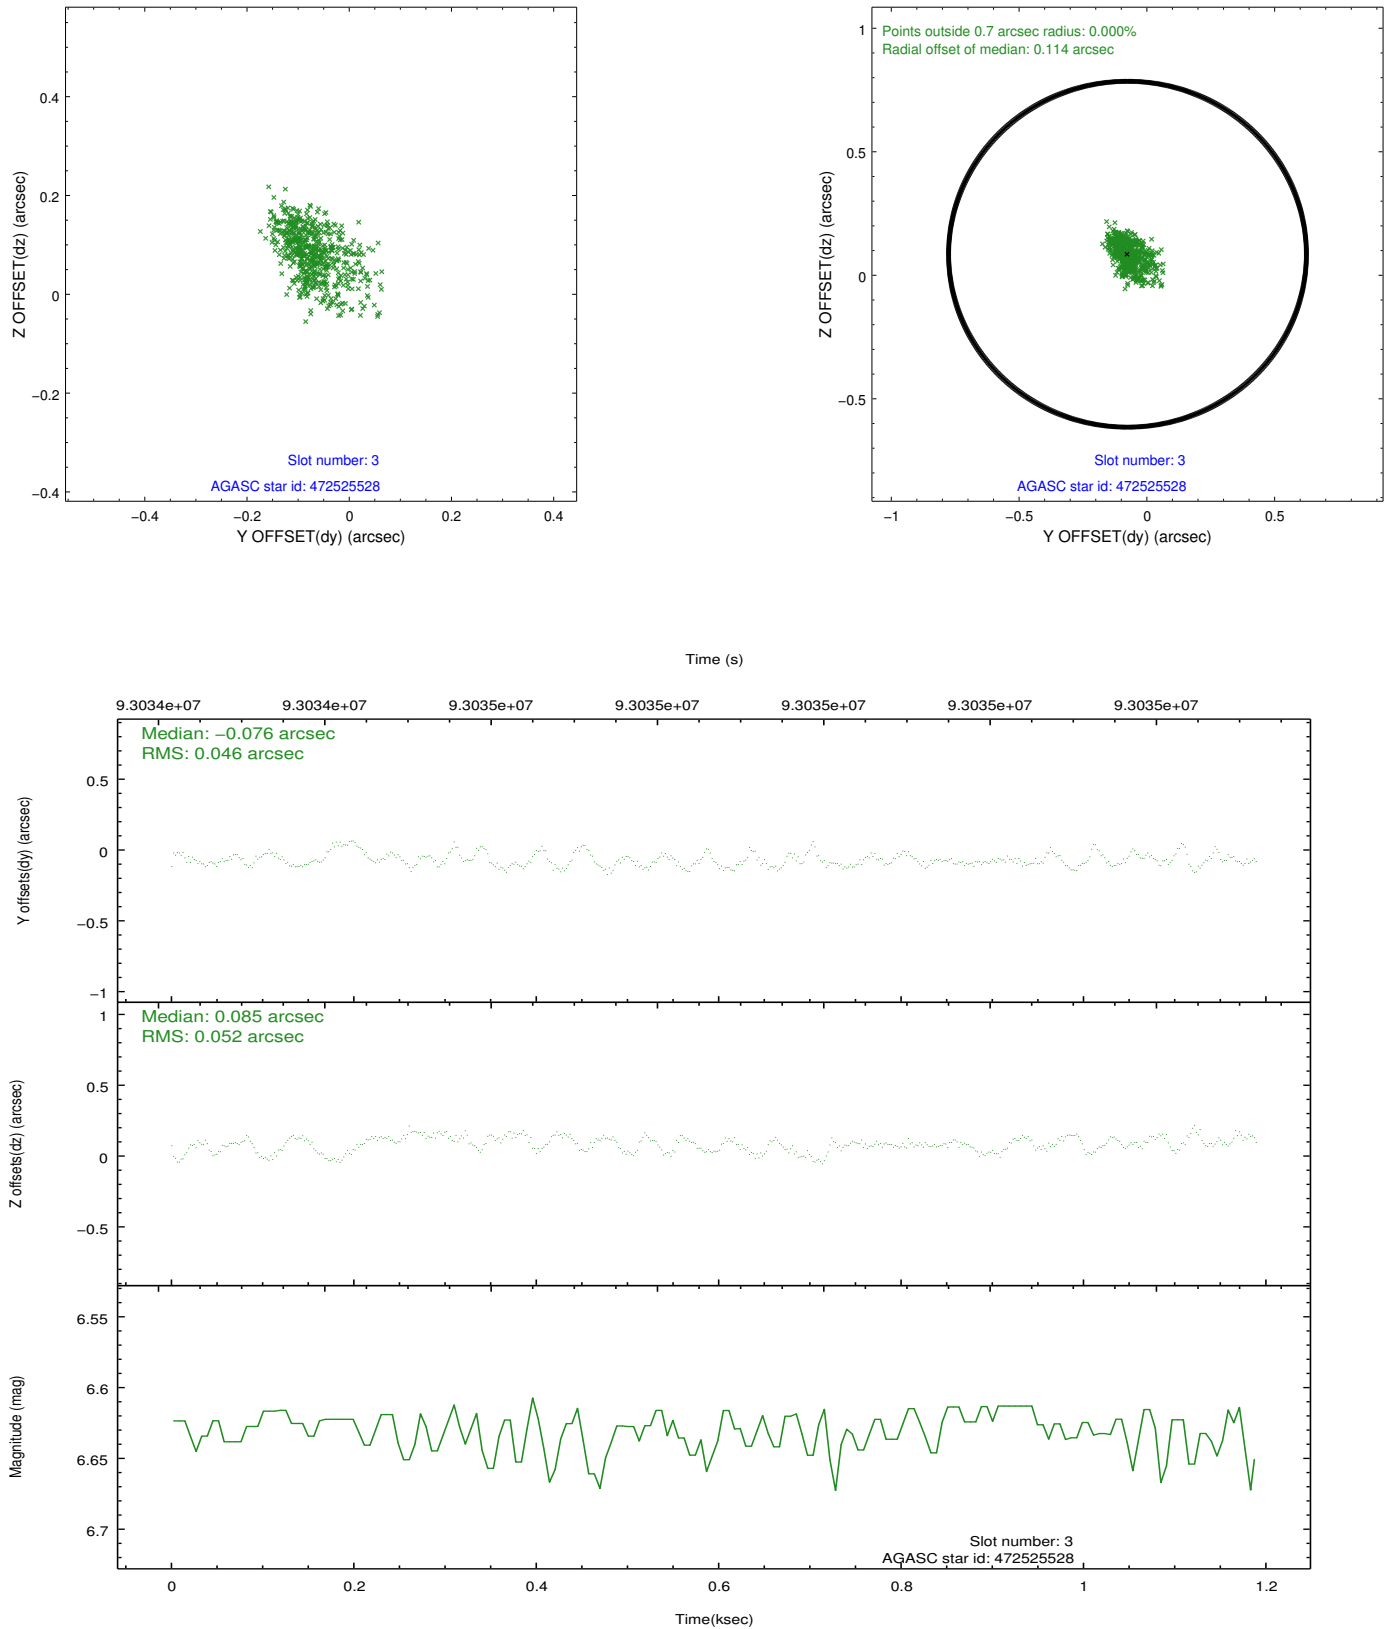 0.4
0.2
0
−0.2
−0.4
−0.4
−0.2
0
0.2
0.4
Z OFFSET(dz) (arcsec)
Y OFFSET(dy) (arcsec)
Slot number: 3
AGASC star id: 472525528
Points outside 0.7 arcsec radius: 0.000%
Radial offset of median: 0.114 arcsec
1
0.5
0
−0.5
−1
−0.5
0
0.5
Z OFFSET(dz) (arcsec)
Y OFFSET(dy) (arcsec)
Slot number: 3
AGASC star id: 472525528
Time (s)
9.3034e+07 9.3034e+07 9.3035e+07 9.3035e+07 9.3035e+07 9.3035e+07 9.3035e+07
Median: −0.076 arcsec
RMS: 0.046 arcsec
0.5
0
−0.5
−1
Y offsets(dy) (arcsec)
Median: 0.085 arcsec
RMS: 0.052 arcsec
1
0.5
0
−0.5
Z offsets(dz) (arcsec)
6.55
6.6
6.65
6.7
Magnitude (mag)
Slot number: 3
AGASC star id: 472525528
0 0.2 0.4 0.6 0.8 1 1.2
Time(ksec)